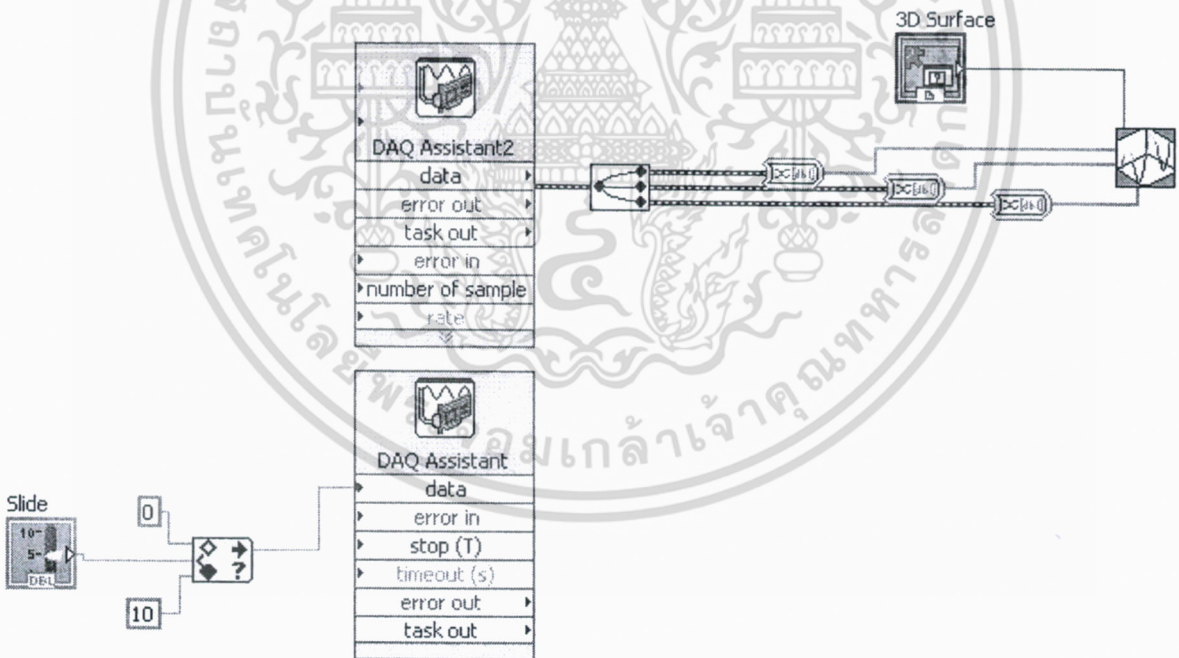 3D Surface
DAQ Assistant2
data
error out
task out
error in
number of sample
rate
DAQ Assistant
data
error in
stop (T)
timeout (s)
error out
task out
Slide
10
5
DBL
0
10
?
?